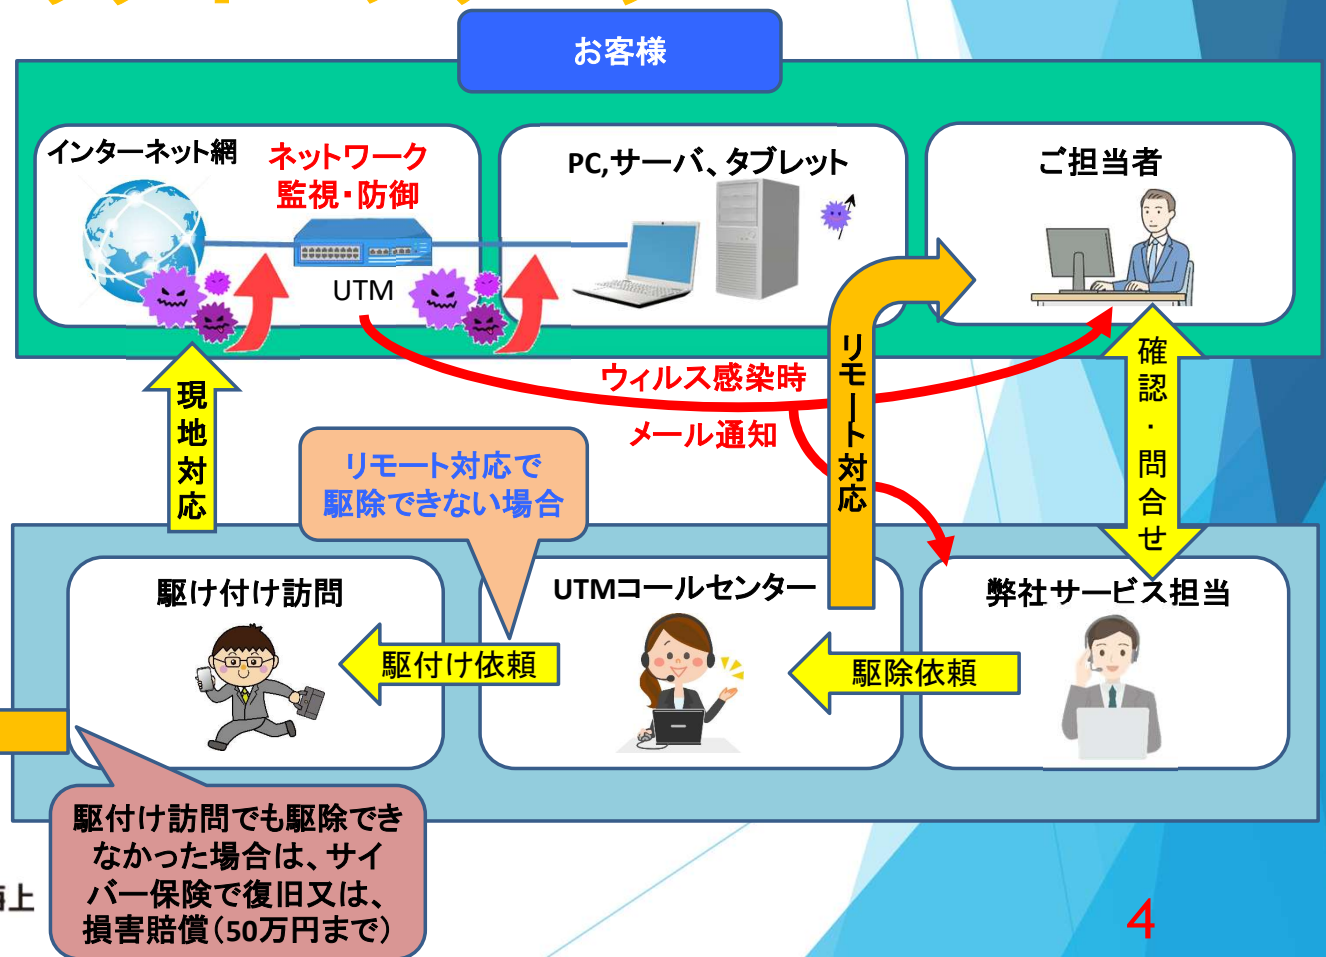 お客様
インターネット網
ネットワーク
監視・防御
UTM
PC,サーバ、タブレット
ご担当者
ウィルス感染時
メール通知
リモート対応
確認・問合せ
現地対応
リモート対応で
駆除できない場合
駆け付け訪問
UTMコールセンター
弊社サービス担当
駆付け依頼
駆除依頼
駆付け訪問でも駆除でき
なかった場合は、サイ
バー保険で復旧又は、
損害賠償(50万円まで)
上
4